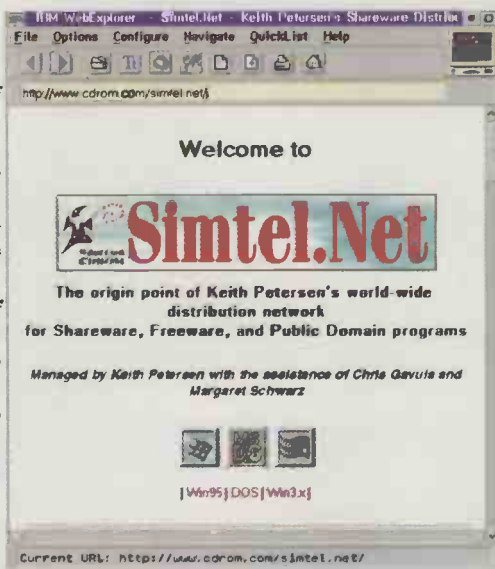 IBM WebExplorer - Simtel.Net - Keith Petersen's Shareware Distrib
File Options Configure Navigate QuickList Help
http://www.cdrom.com/simtel.net/
Welcome to
Simtel.Net
The origin point of Keith Petersen's world-wide
distribution network
for Shareware, Freeware, and Public Domain programs
Managed by Keith Petersen with the assistance of Chris Gavula and
Margaret Schwarz
| Win95 | DOS | Win3.x |
Current URL: http://www.cdrom.com/simtel.net/